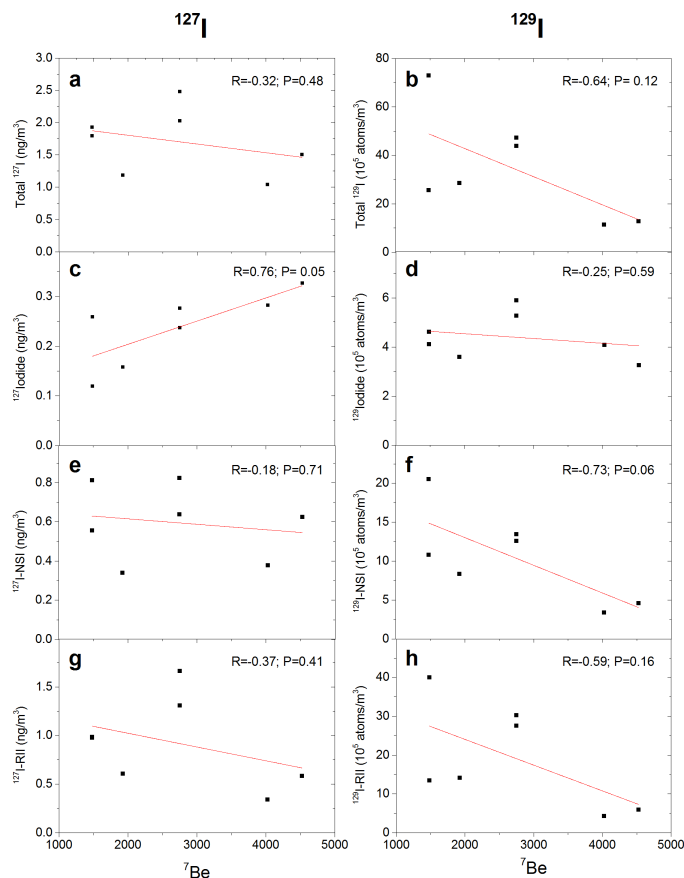 ¹²⁷I
¹²⁹I
a
R=-0.32; P=0.48
Total ¹²⁷I (ng/m³)
3.0
2.5
2.0
1.5
1.0
0.5
0.0
b
R=-0.64; P= 0.12
Total ¹²⁹I (10⁵ atoms/m³)
80
60
40
20
0
c
R=0.76; P= 0.05
¹²⁷Iodide (ng/m³)
0.3
0.2
0.1
0.0
d
R=-0.25; P=0.59
¹²⁹Iodide (10⁵ atoms/m³)
6
4
2
0
e
R=-0.18; P=0.71
¹²⁷I-NSI (ng/m³)
0.8
0.6
0.4
0.2
0.0
f
R=-0.73; P=0.06
¹²⁹I-NSI (10⁵ atoms/m³)
20
15
10
5
0
g
R=-0.37; P=0.41
¹²⁷I-RII (ng/m³)
1.5
1.0
0.5
0.0
1000 2000 3000 4000 5000
⁷Be
h
R=-0.59; P=0.16
¹²⁹I-RII (10⁵ atoms/m³)
40
30
20
10
0
1000 2000 3000 4000 5000
⁷Be